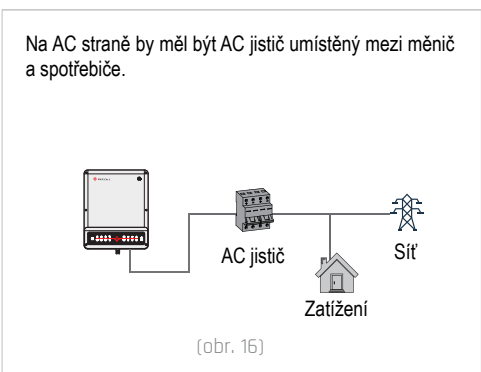 Na AC straně by měl být AC jistič umístěný mezi měnič
a spotřebiče.
AC jistič
Síť
Zatížení
(obr. 16)